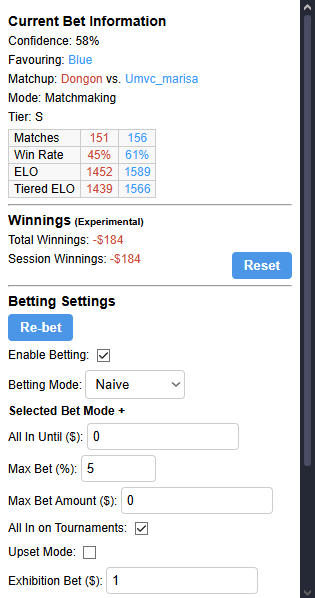 Current Bet Information
Confidence: 58%
Favouring: Blue
Matchup: Dongon vs. Umvc_marisa
Mode: Matchmaking
Tier: S
Matches 151 156
Win Rate 45% 61%
ELO 1452 1589
Tiered ELO 1439 1566
Winnings (Experimental)
Total Winnings: -$184
Session Winnings: -$184
Reset
Betting Settings
Re-bet
Enable Betting:
Betting Mode: Naive
Selected Bet Mode +
All In Until ($): 0
Max Bet (%): 5
Max Bet Amount ($): 0
All In on Tournaments:
Upset Mode:
Exhibition Bet ($): 1